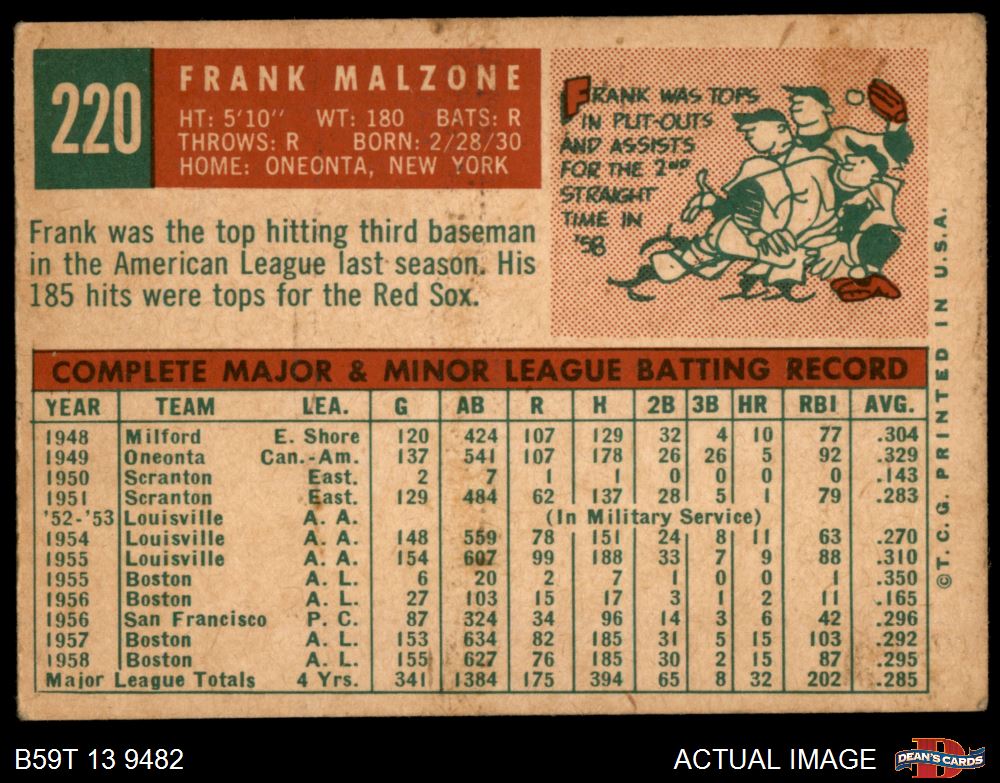 220
FRANK MALZONE
HT: 5'10" WT: 180 BATS: R
THROWS: R BORN: 2/28/30
HOME: ONEONTA, NEW YORK
FRANK WAS TOPS
IN PUT-OUTS
AND ASSISTS
FOR THE 2ND
STRAIGHT
TIME IN
'58
Frank was the top hitting third baseman
in the American League last season. His
185 hits were tops for the Red Sox.
COMPLETE MAJOR & MINOR LEAGUE BATTING RECORD
YEAR TEAM LEA. G AB R H 2B 3B HR RBI AVG.
1948 Milford E. Shore 120 424 107 129 32 4 10 77 .304
1949 Oneonta Can.-Am. 137 541 107 178 26 26 5 92 .329
1950 Scranton East. 2 7 1 1 0 0 0 0 .143
1951 Scranton East. 129 484 62 137 28 5 1 79 .283
'52-'53 Louisville A. A. (In Military Service)
1954 Louisville A. A. 148 559 78 151 24 8 11 63 .270
1955 Louisville A. A. 154 607 99 188 33 7 9 88 .310
1955 Boston A. L. 6 20 2 7 1 0 0 1 .350
1956 Boston A. L. 27 103 15 17 3 1 2 11 .165
1956 San Francisco P. C. 87 324 34 96 14 3 6 42 .296
1957 Boston A. L. 153 634 82 185 31 5 15 103 .292
1958 Boston A. L. 155 627 76 185 30 2 15 87 .295
Major League Totals 4 Yrs. 341 1384 175 394 65 8 32 202 .285
©T. C. G. PRINTED IN U.S.A.
B59T 13 9482
ACTUAL IMAGE
D
DEAN'S CARDS